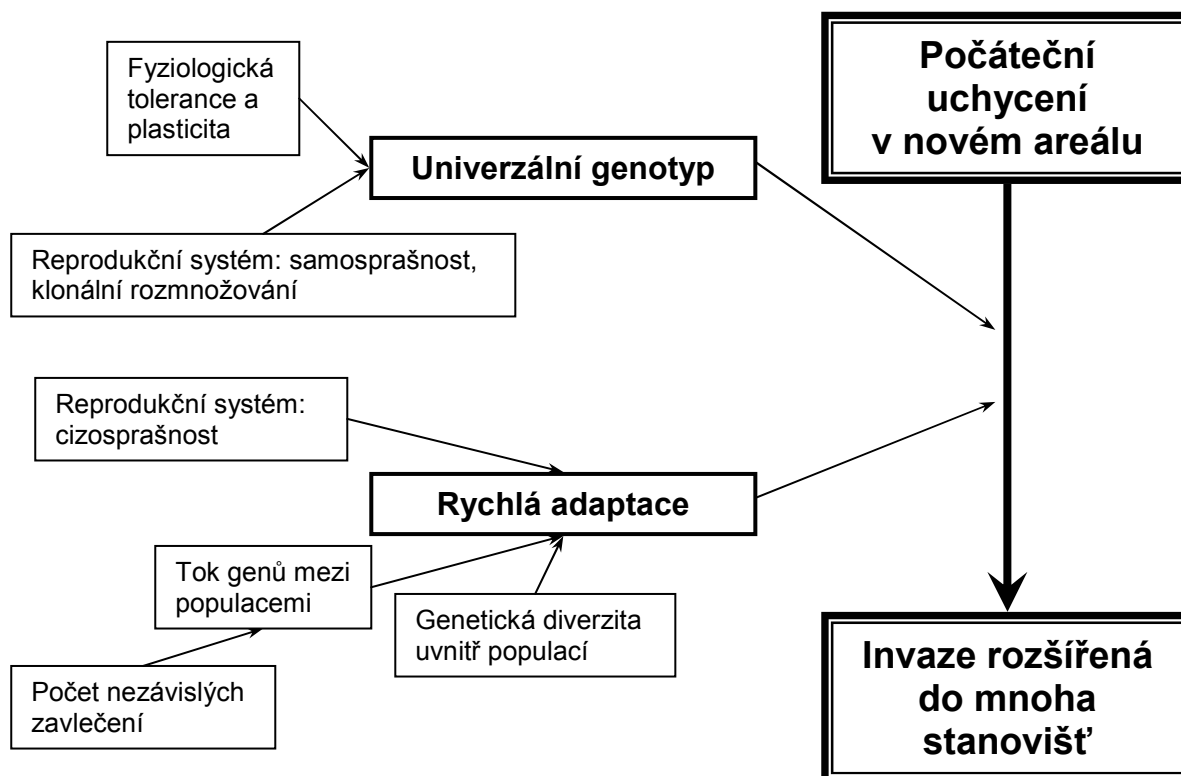 Fyziologická
tolerance a
plasticita
Počáteční
uchycení
v novém areálu
Univerzální genotyp
Reprodukční systém: samosprašnost,
klonální rozmnožování
Reprodukční systém:
cizosprašnost
Rychlá adaptace
Tok genů mezi
populacemi
Genetická diverzita
uvnitř populací
Počet nezávislých
zavlečení
Invaze rozšířená
do mnoha
stanovišť